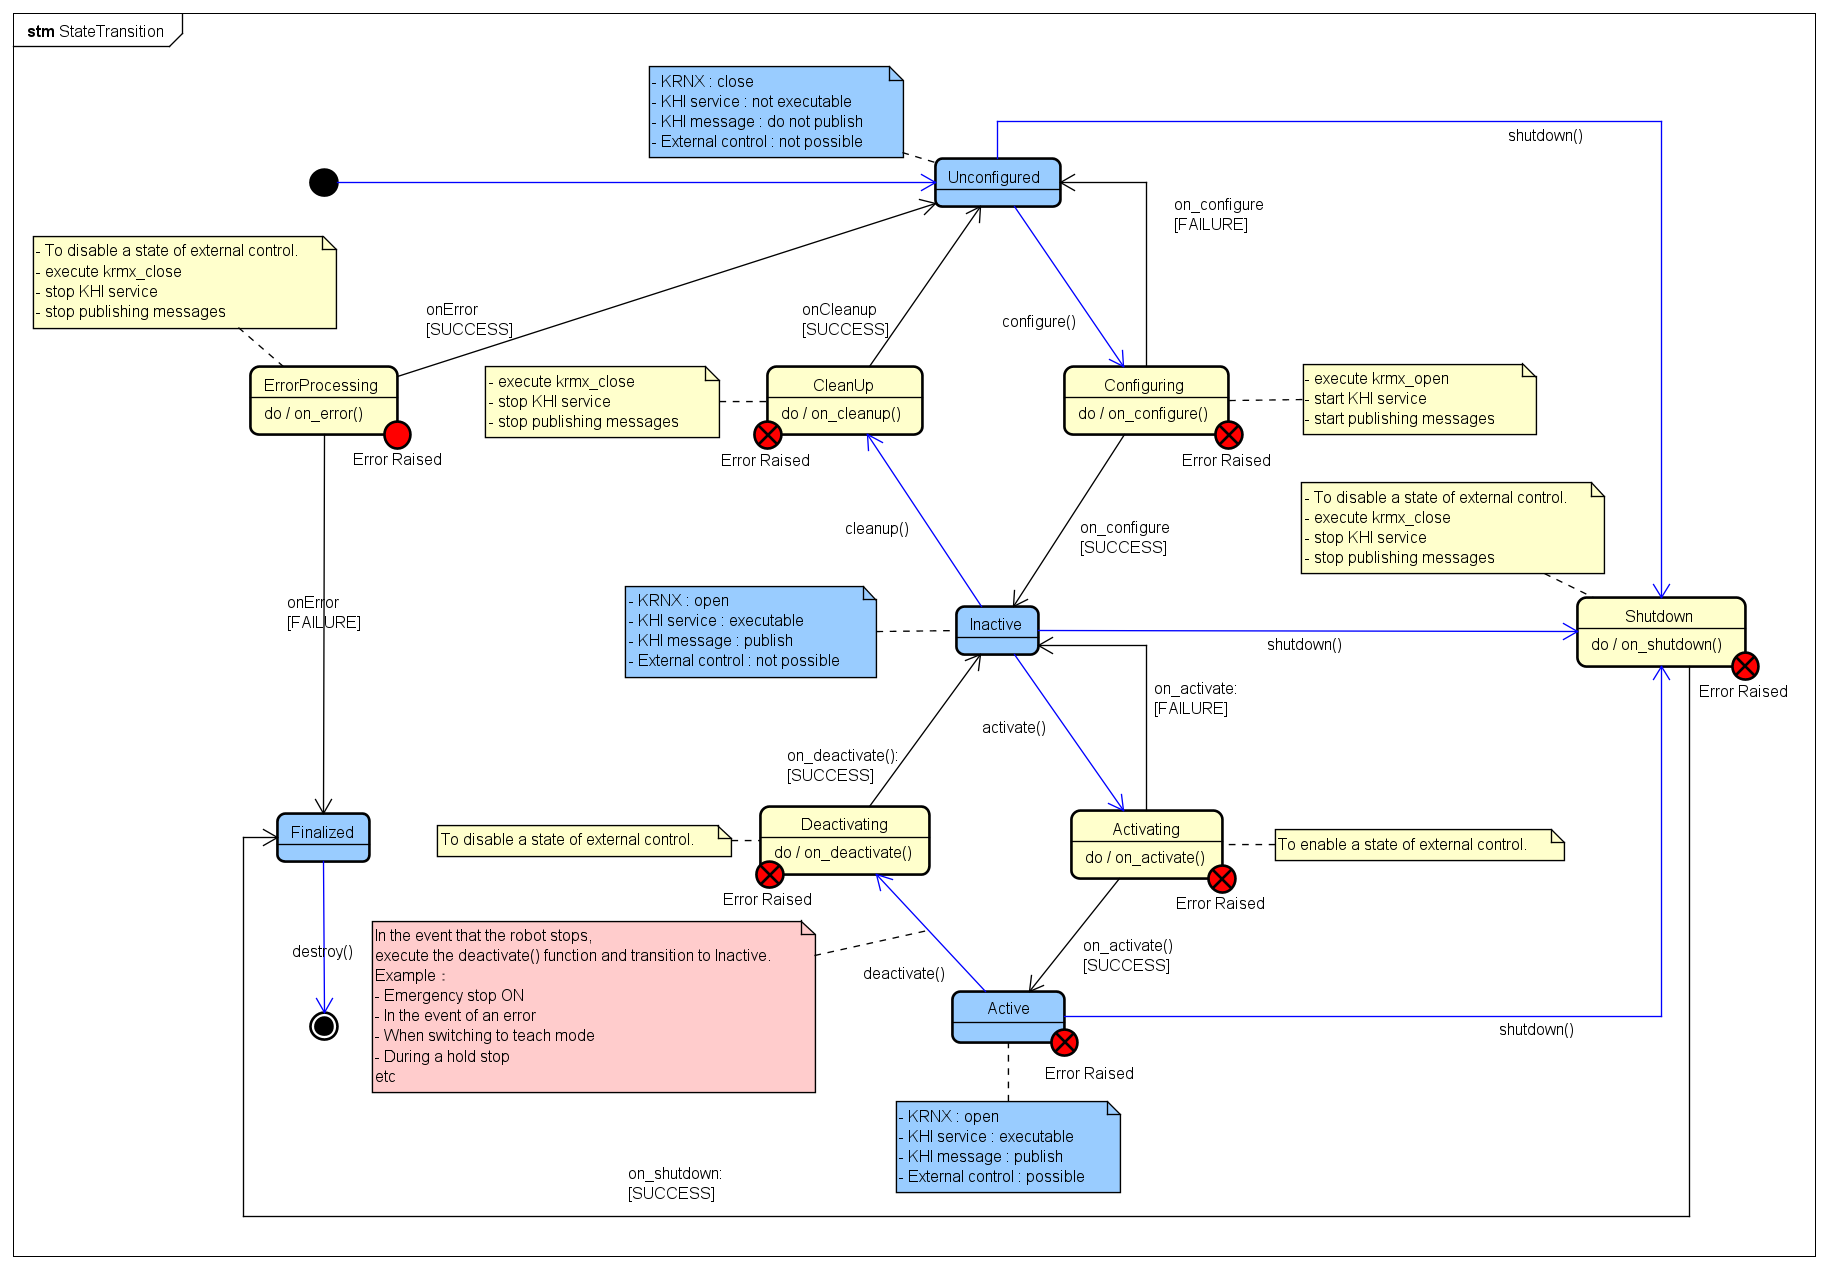 stm StateTransition
- KRNX : close
- KHI service : not executable
- KHI message : do not publish
- External control : not possible
shutdown()
Unconfigured
on_configure
[FAILURE]
- To disable a state of external control.
- execute krmx_close
- stop KHI service
- stop publishing messages
onError
[SUCCESS]
onCleanup
[SUCCESS]
configure()
ErrorProcessing
do / on_error()
Error Raised
- execute krmx_close
- stop KHI service
- stop publishing messages
CleanUp
do / on_cleanup()
Error Raised
Configuring
do / on_configure()
Error Raised
- execute krmx_open
- start KHI service
- start publishing messages
cleanup()
on_configure
[SUCCESS]
- To disable a state of external control.
- execute krmx_close
- stop KHI service
- stop publishing messages
onError
[FAILURE]
- KRNX : open
- KHI service : executable
- KHI message : publish
- External control : not possible
Inactive
shutdown()
Shutdown
do / on_shutdown()
Error Raised
on_activate:
[FAILURE]
activate()
on_deactivate():
[SUCCESS]
Finalized
To disable a state of external control.
Deactivating
do / on_deactivate()
Error Raised
Activating
do / on_activate()
Error Raised
To enable a state of external control.
destroy()
In the event that the robot stops,
execute the deactivate() function and transition to Inactive.
Example :
- Emergency stop ON
- In the event of an error
- When switching to teach mode
- During a hold stop
etc
deactivate()
on_activate()
[SUCCESS]
Active
Error Raised
shutdown()
- KRNX : open
- KHI service : executable
- KHI message : publish
- External control : possible
on_shutdown:
[SUCCESS]